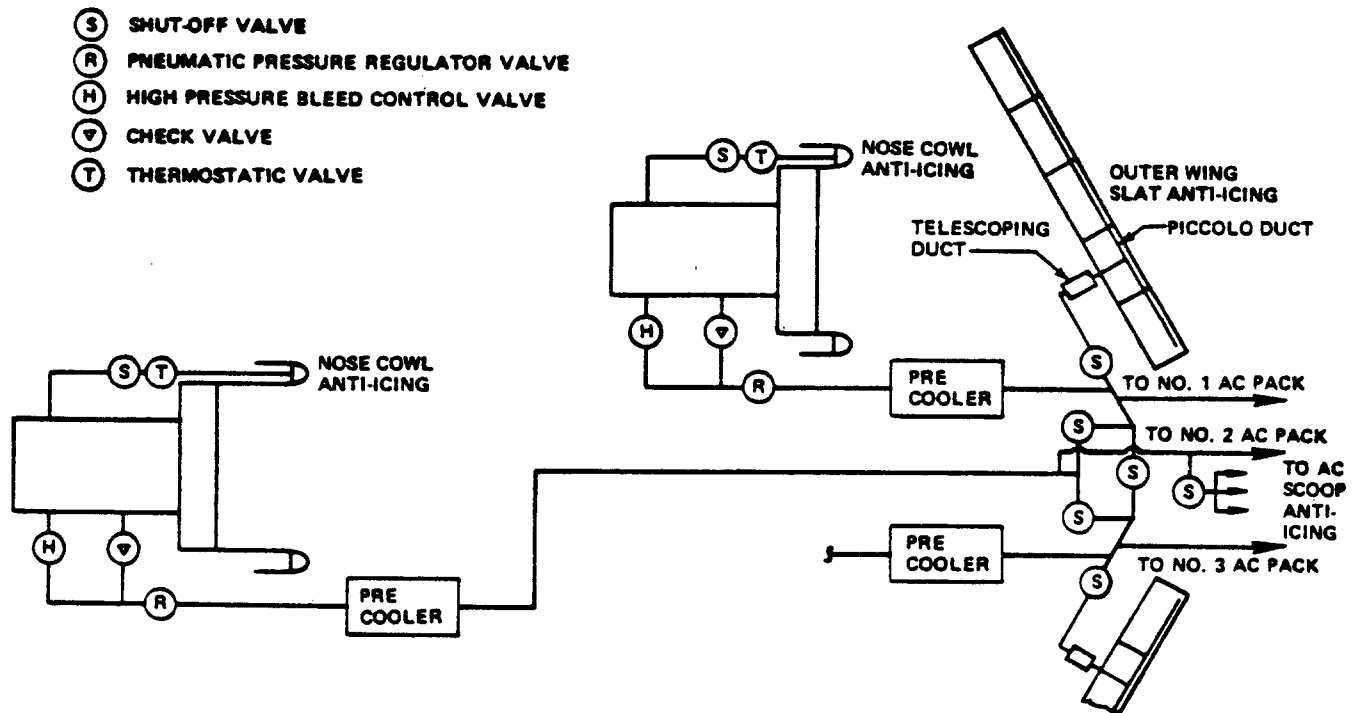 S SHUT-OFF VALVE
R PNEUMATIC PRESSURE REGULATOR VALVE
H HIGH PRESSURE BLEED CONTROL VALVE
▽ CHECK VALVE
T THERMOSTATIC VALVE
S T
NOSE COWL
ANTI-ICING
OUTER WING
SLAT ANTI-ICING
TELESCOPING
DUCT
PICCOLO DUCT
H ▽
R
PRE
COOLER
S
TO NO. 1 AC PACK
S T
NOSE COWL
ANTI-ICING
S
TO NO. 2 AC PACK
S
S
TO AC
SCOOP
ANTI-
ICING
S
H ▽
R
PRE
COOLER
PRE
COOLER
TO NO. 3 AC PACK
S